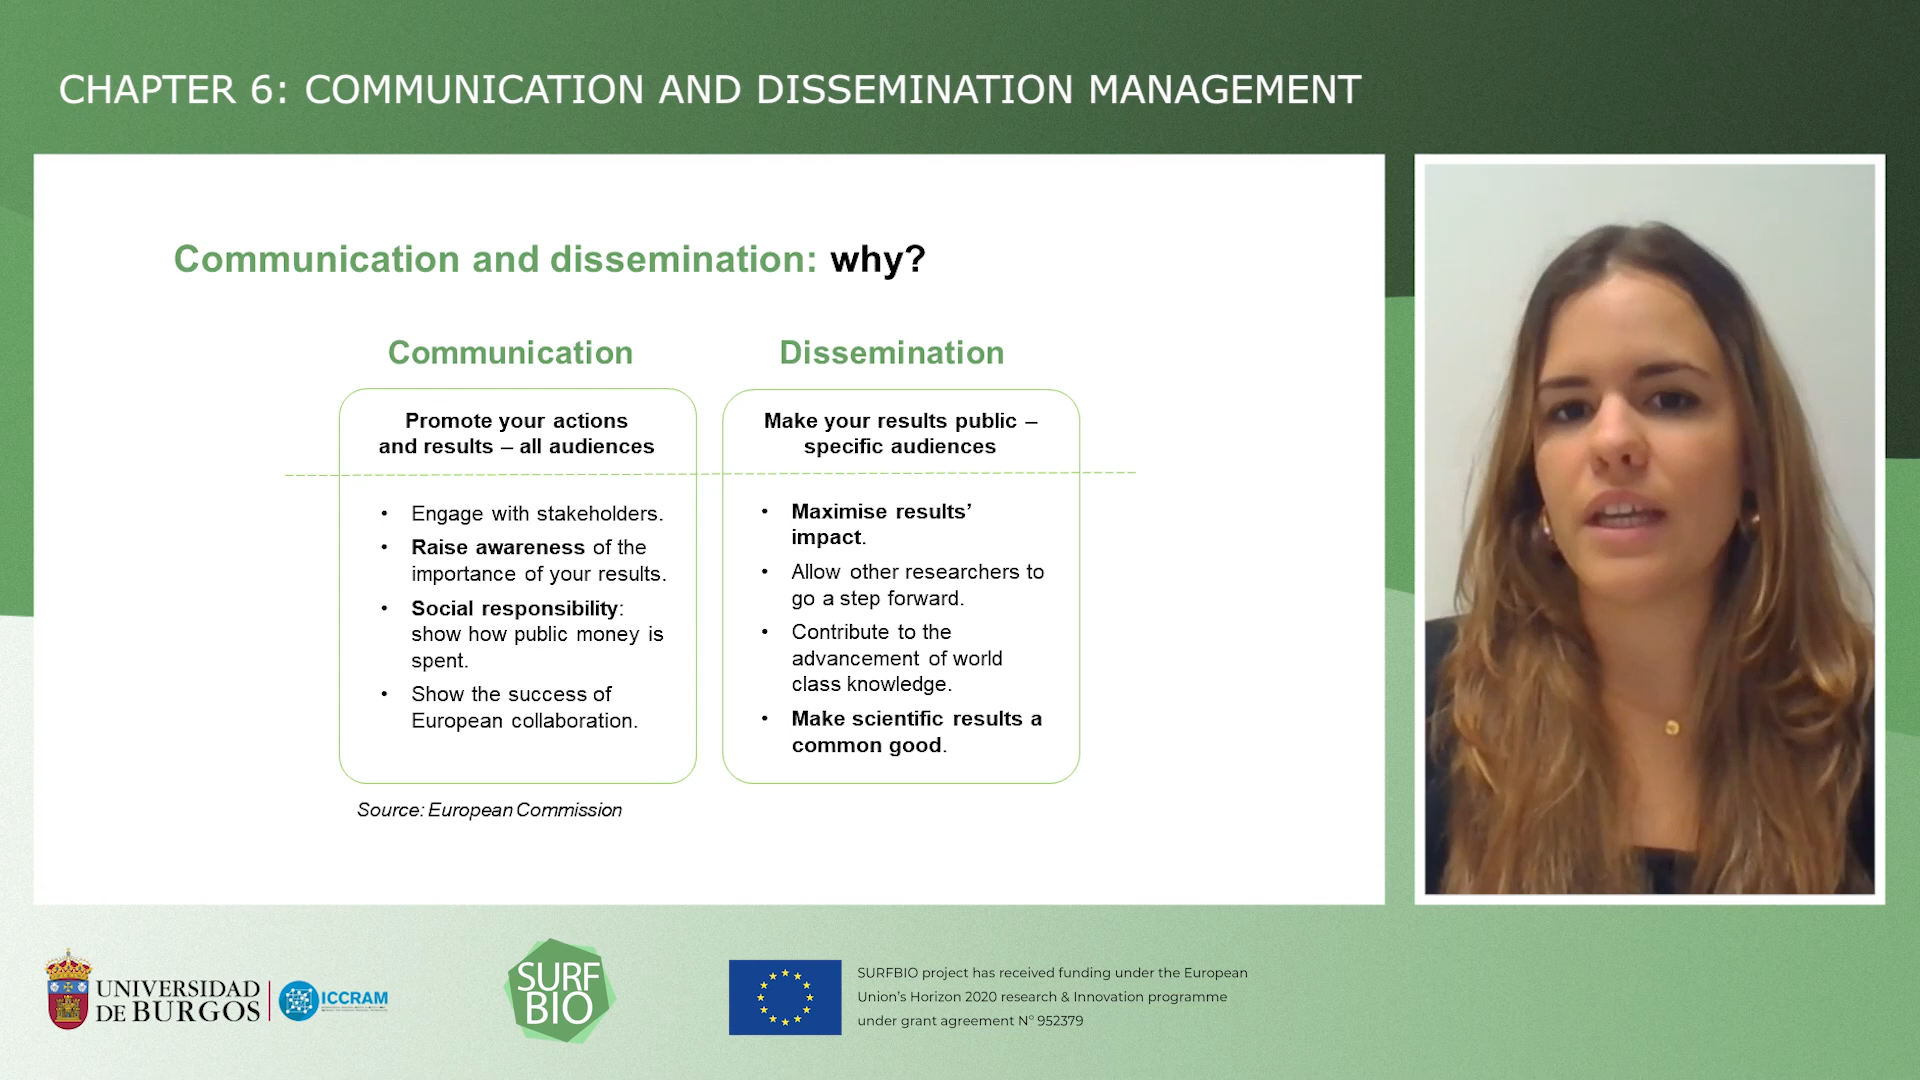 CHAPTER 6: COMMUNICATION AND DISSEMINATION MANAGEMENT
Communication and dissemination: why?
Communication
Promote your actions
and results – all audiences
• Engage with stakeholders.
• Raise awareness of the
importance of your results.
• Social responsibility:
show how public money is
spent.
• Show the success of
European collaboration.
Dissemination
Make your results public –
specific audiences
• Maximise results’
impact.
• Allow other researchers to
go a step forward.
• Contribute to the
advancement of world
class knowledge.
• Make scientific results a
common good.
Source: European Commission
UNIVERSIDAD
DE BURGOS
ICCRAM
SURF
BIO
SURFBIO project has received funding under the European
Union’s Horizon 2020 research & Innovation programme
under grant agreement N° 952379